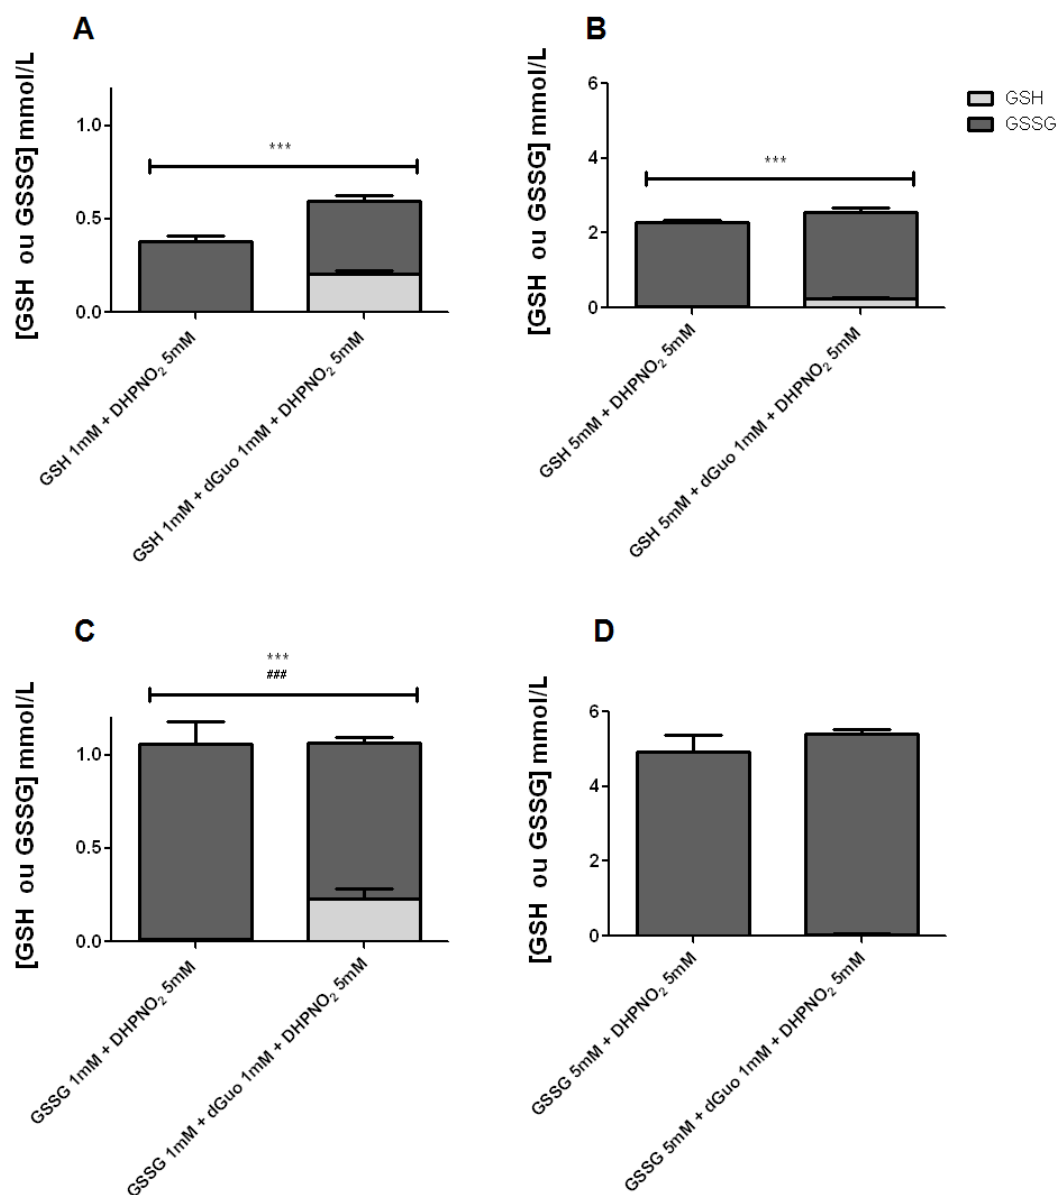 A
[GSH ou GSSG] mmol/L
1.0
0.5
0.0
***
GSH 1mM + DHPNO₂ 5mM
GSH 1mM + dGuo 1mM + DHPNO₂ 5mM
B
[GSH ou GSSG] mmol/L
6
4
2
0
***
GSH 5mM + DHPNO₂ 5mM
GSH 5mM + dGuo 1mM + DHPNO₂ 5mM
GSH
GSSG
C
[GSH ou GSSG] mmol/L
1.0
0.5
0.0
***
###
GSSG 1mM + DHPNO₂ 5mM
GSSG 1mM + dGuo 1mM + DHPNO₂ 5mM
D
[GSH ou GSSG] mmol/L
6
4
2
0
GSSG 5mM + DHPNO₂ 5mM
GSSG 5mM + dGuo 1mM + DHPNO₂ 5mM